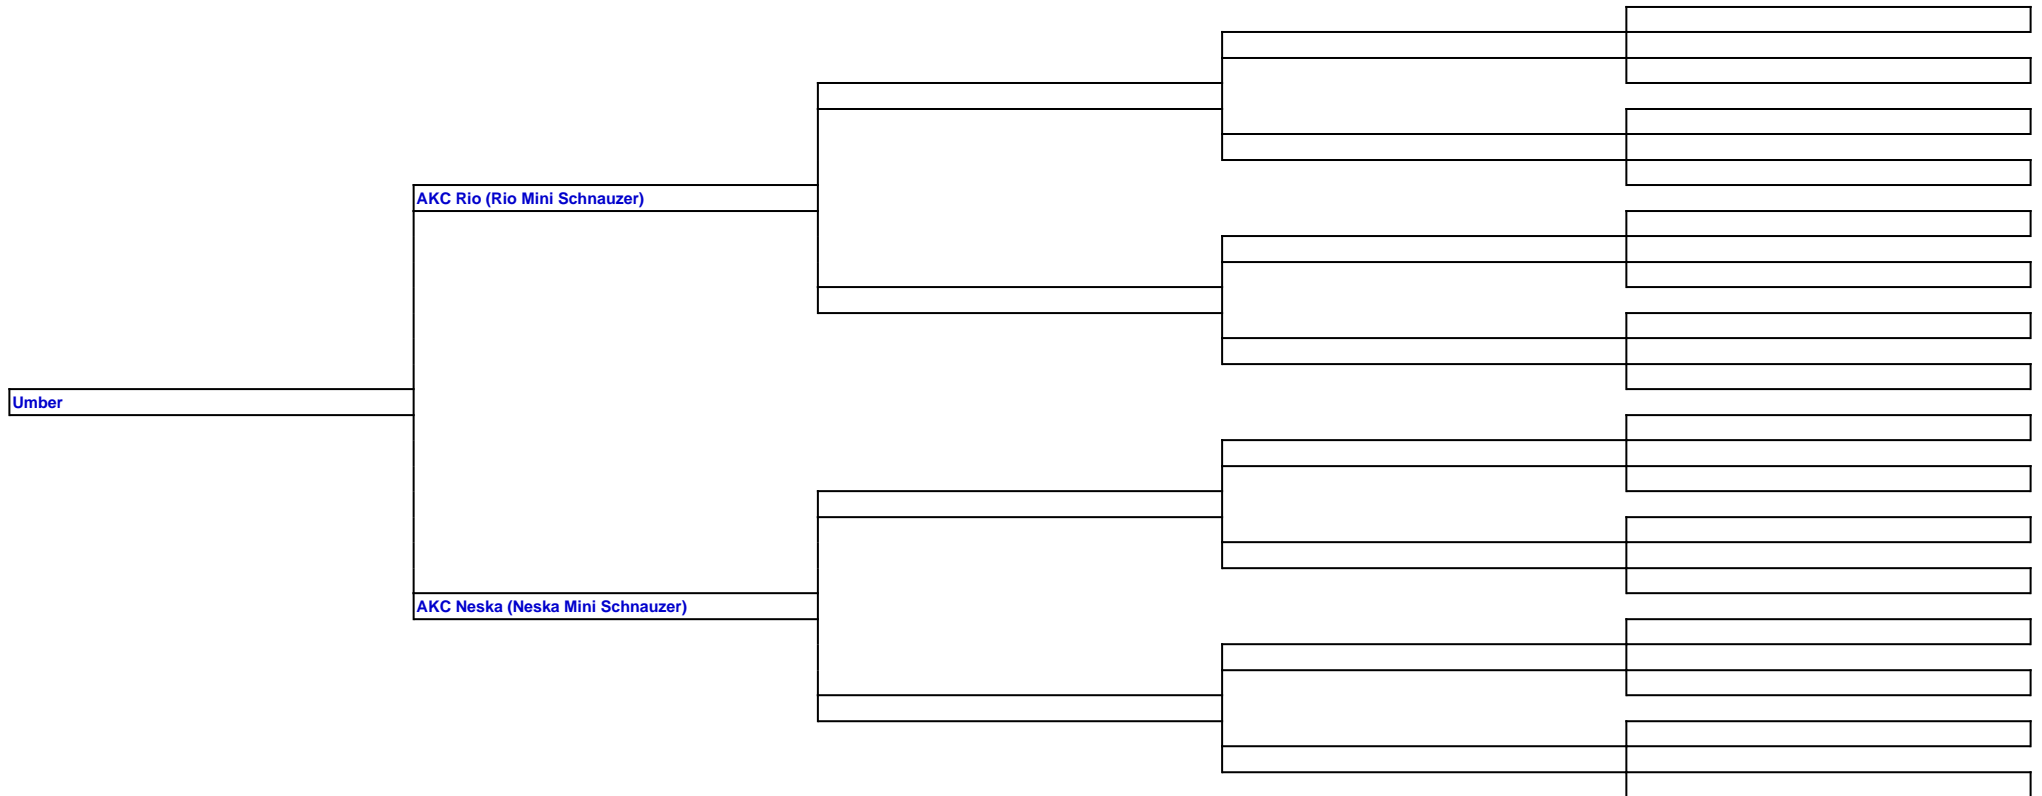 AKC Rio (Rio Mini Schnauzer)
Umber
AKC Neska (Neska Mini Schnauzer)